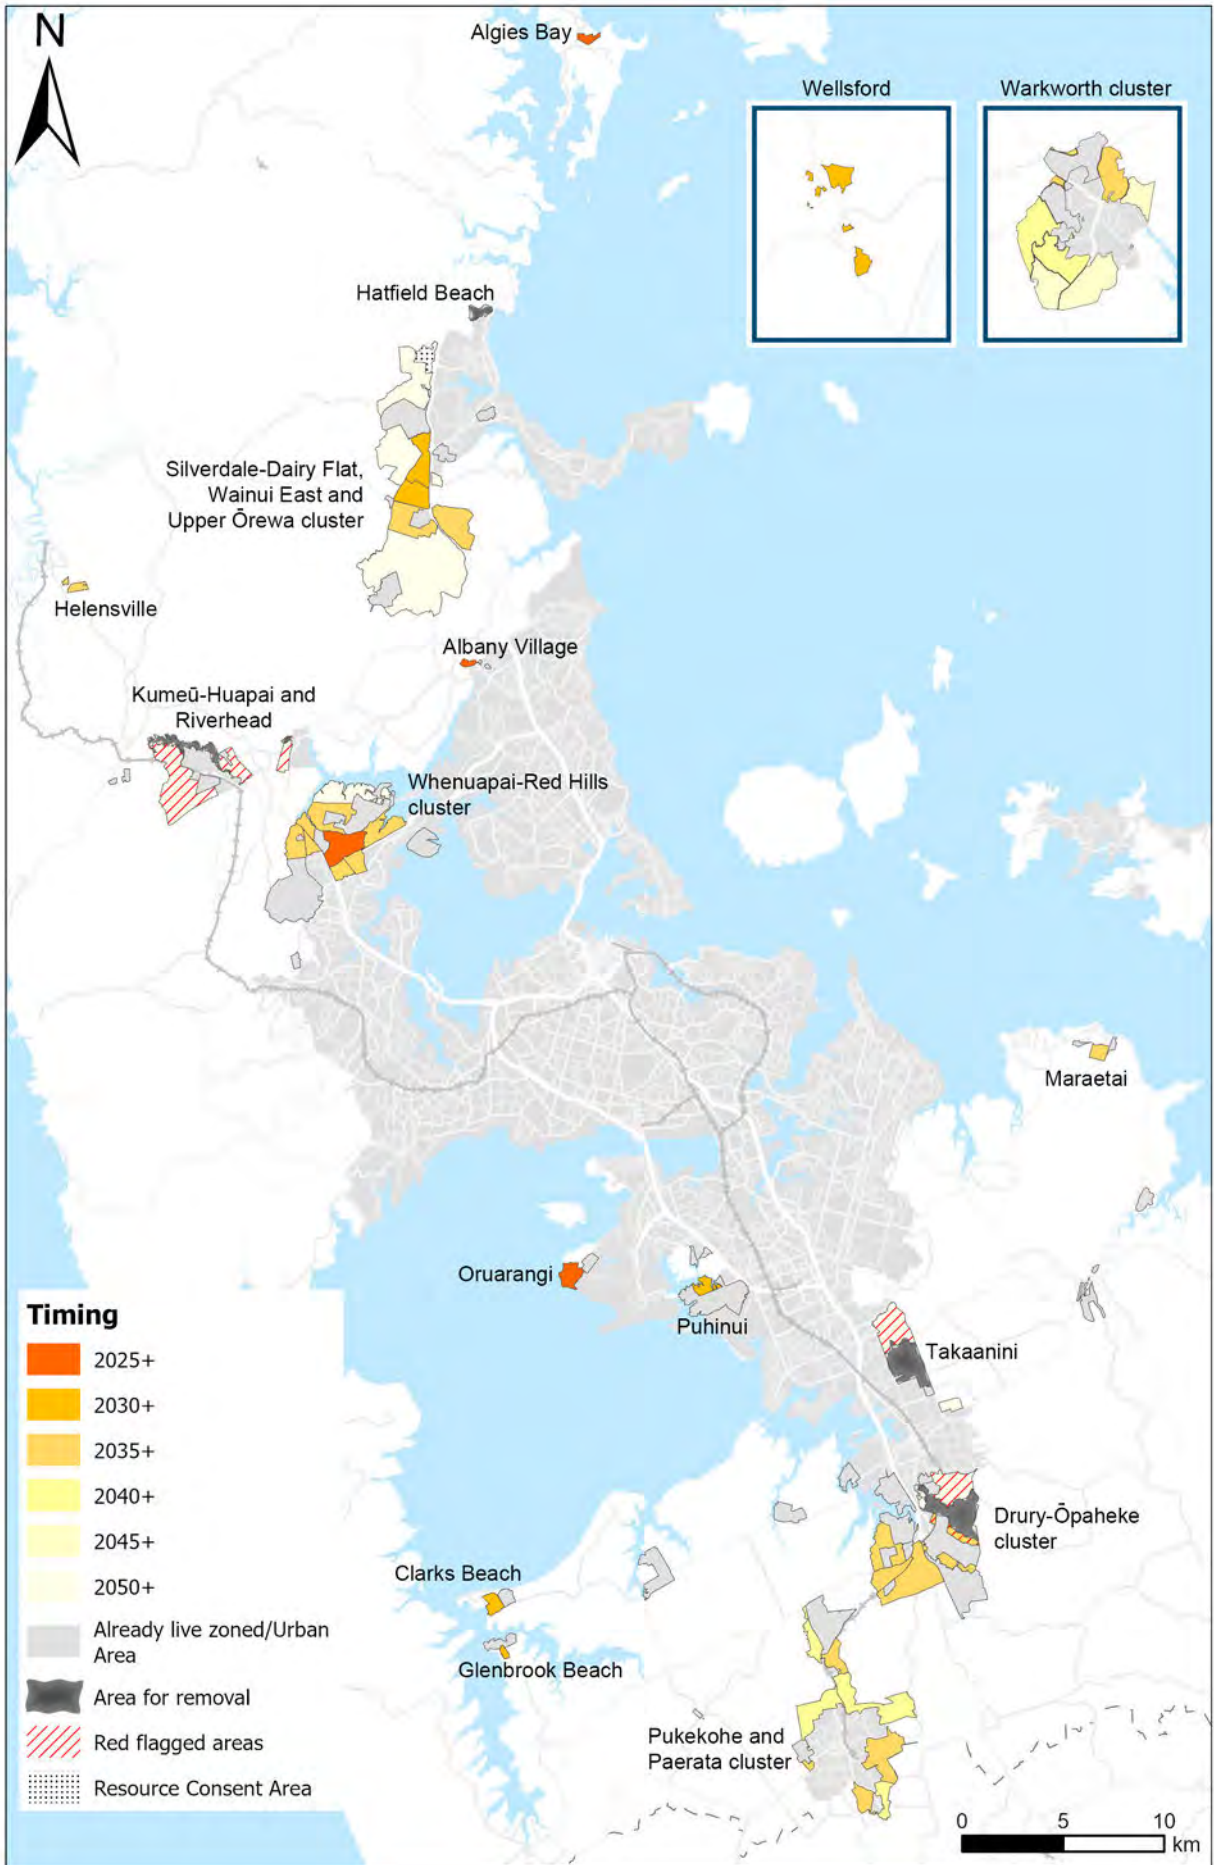 N
Algies Bay
Wellsford
Warkworth cluster
Hatfield Beach
Silverdale-Dairy Flat,
Wainui East and
Upper Ōrewa cluster
Helensville
Albany Village
Kumeū-Huapai and
Riverhead
Whenuapai-Red Hills
cluster
Maraetai
Oruarangi
Puhinui
Takaanini
Drury-Ōpaheke
cluster
Clarks Beach
Glenbrook Beach
Pukekohe and
Paerata cluster
Timing
2025+
2030+
2035+
2040+
2045+
2050+
Already live zoned/Urban
Area
Area for removal
Red flagged areas
Resource Consent Area
0 5 10
km